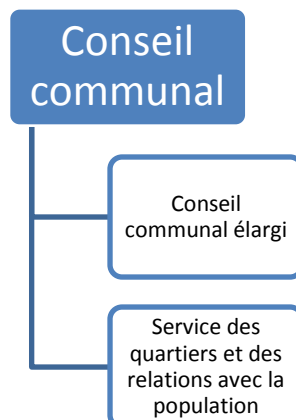 Conseil
communal
Conseil
communal élargi
Service des
quartiers et des
relations avec la
population